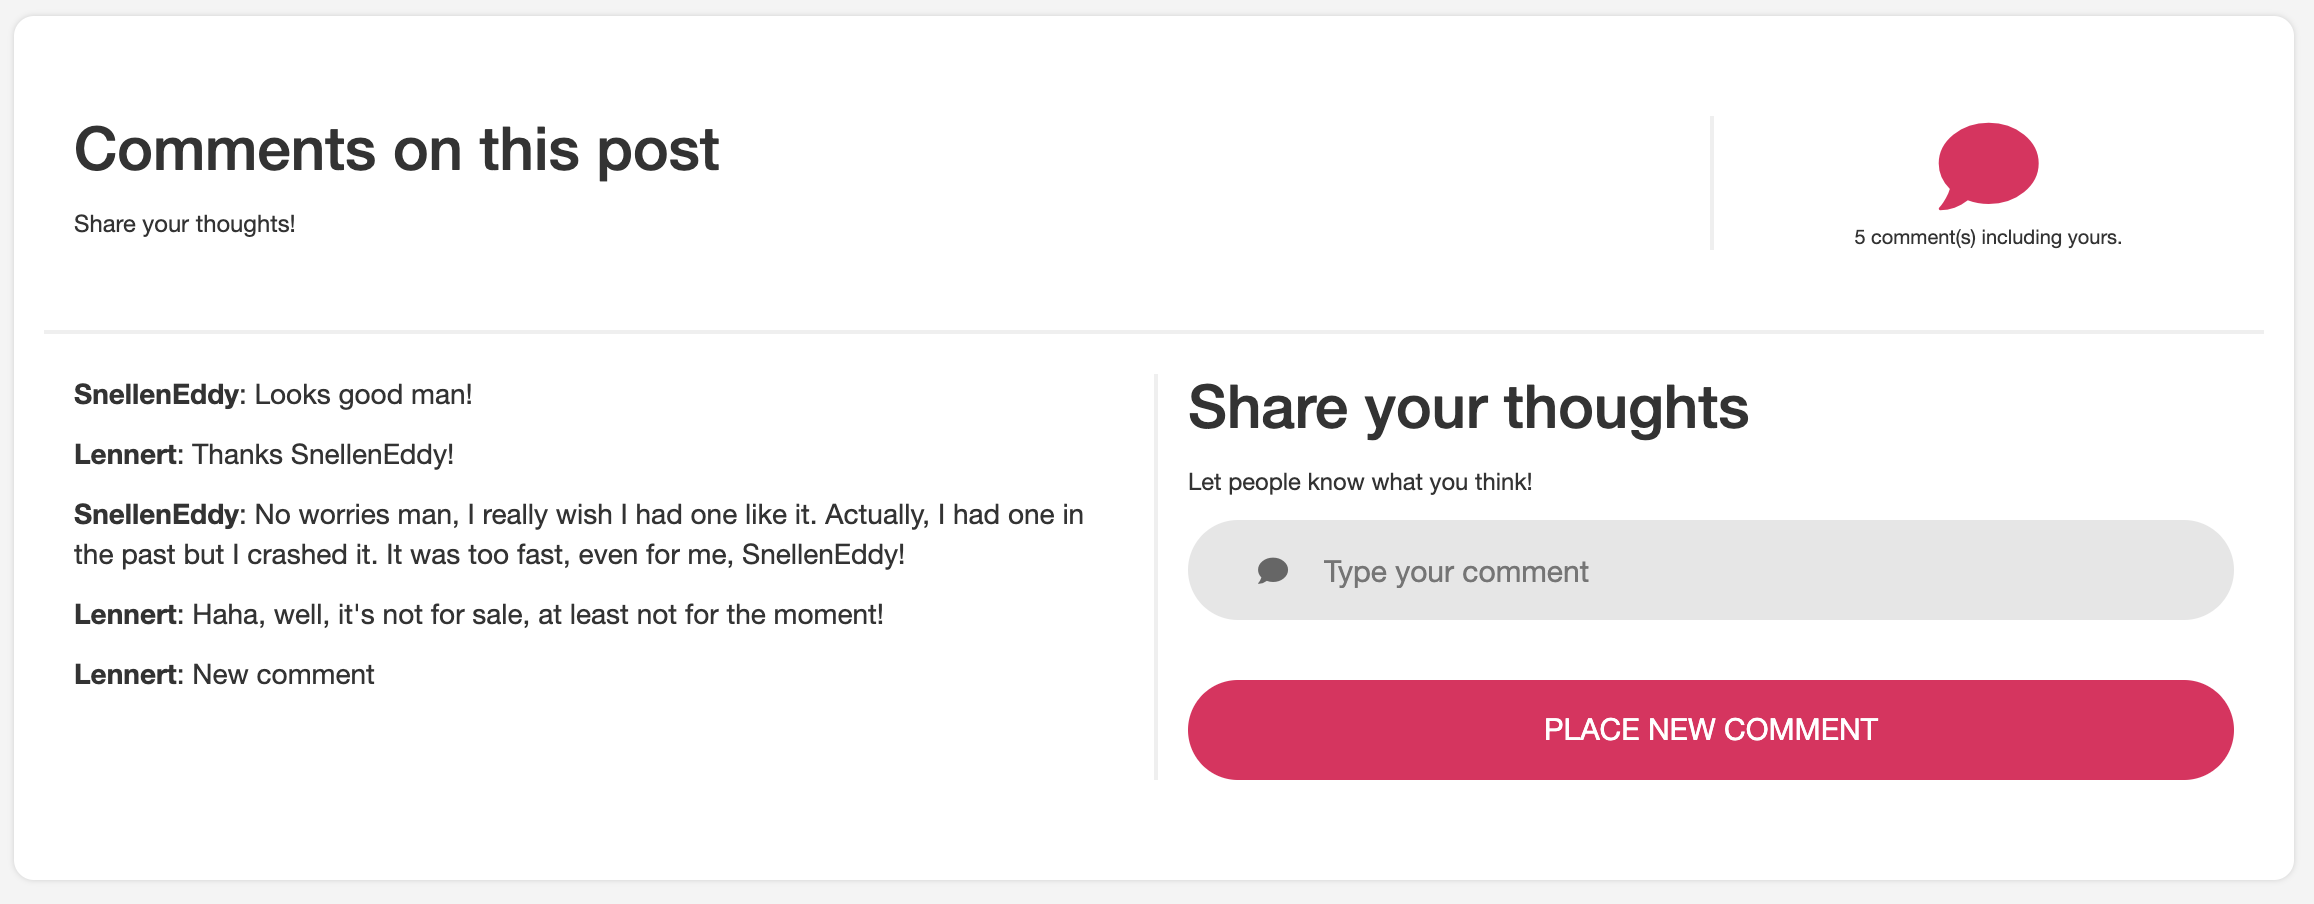 Comments on this post
Share your thoughts!
5 comment(s) including yours.
SnellenEddy: Looks good man!
Lennert: Thanks SnellenEddy!
SnellenEddy: No worries man, I really wish I had one like it. Actually, I had one in
the past but I crashed it. It was too fast, even for me, SnellenEddy!
Lennert: Haha, well, it's not for sale, at least not for the moment!
Lennert: New comment
Share your thoughts
Let people know what you think!
Type your comment
PLACE NEW COMMENT